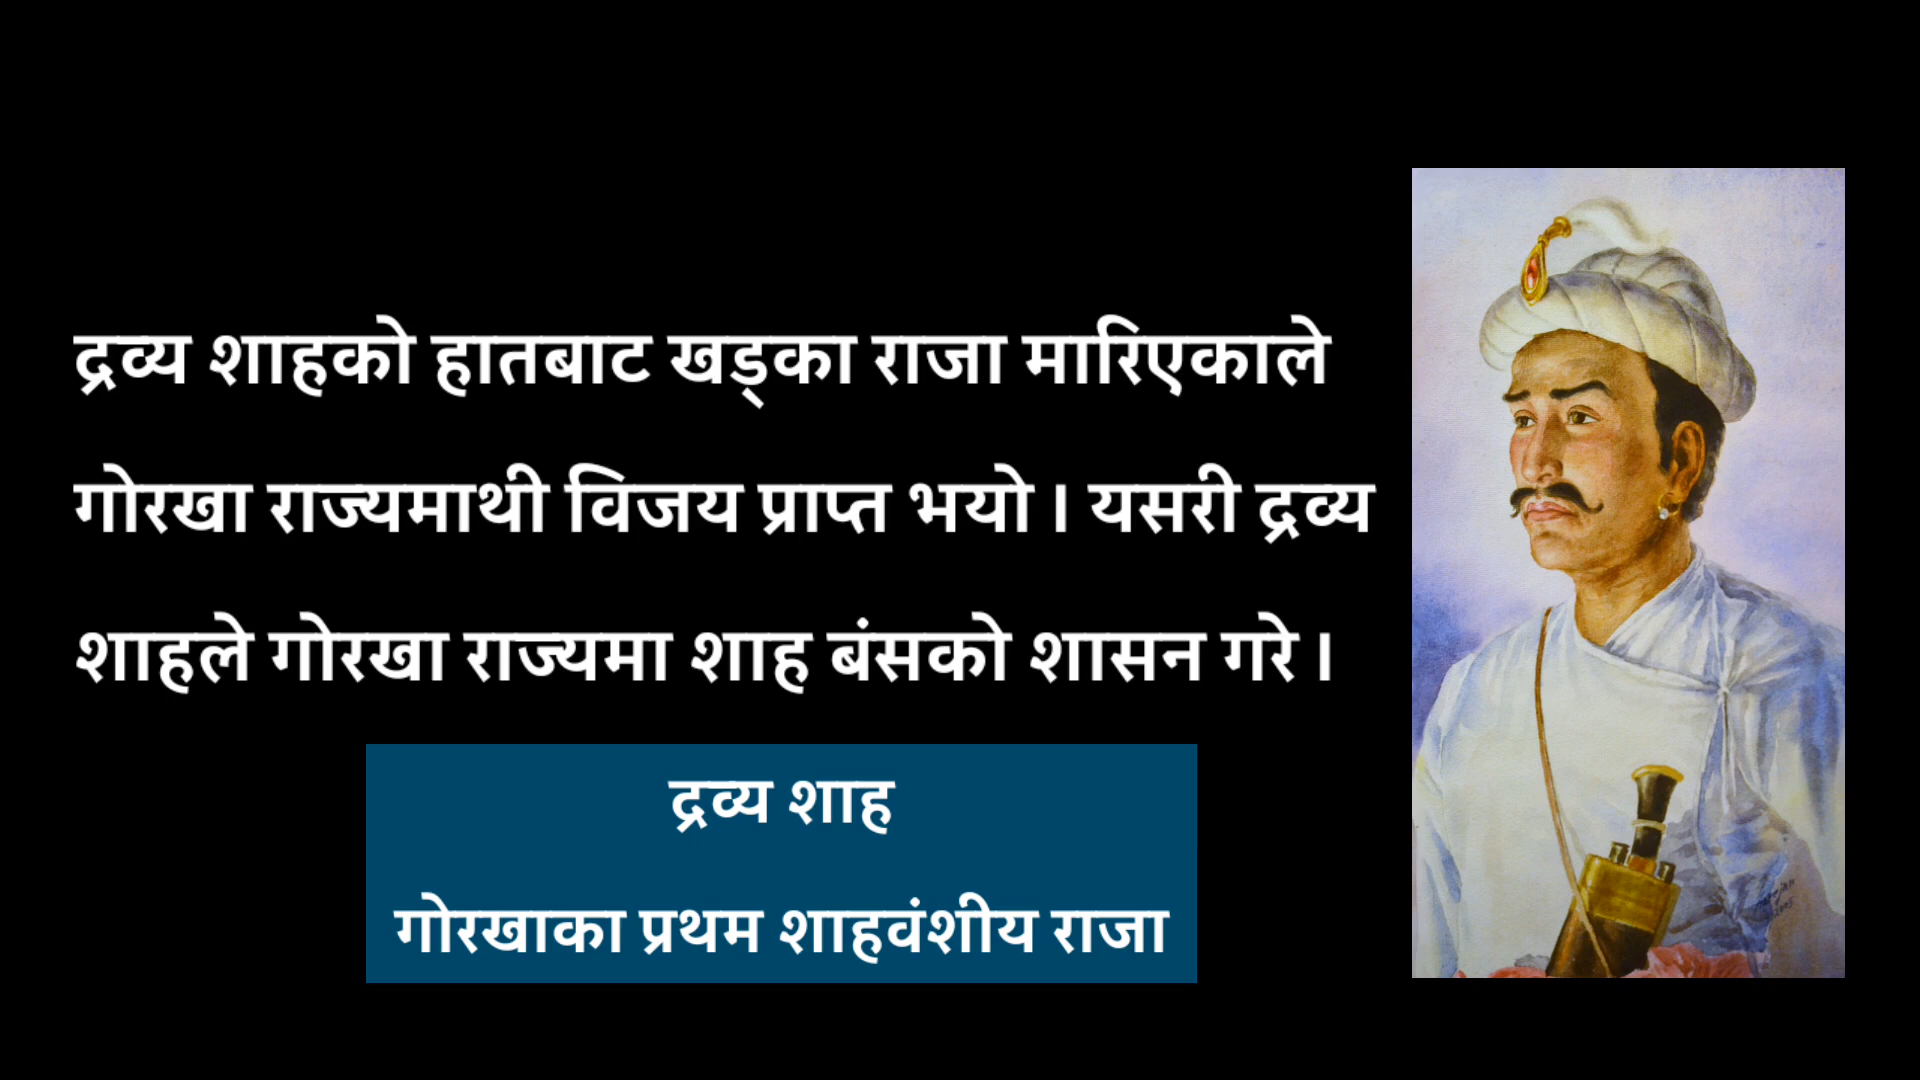 द्रव्य शाहको हातबाट खड्का राजा मारिएकाले
गोरखा राज्यमाथी विजय प्राप्त भयो । यसरी द्रव्य
शाहले गोरखा राज्यमा शाह बंसको शासन गरे ।
द्रव्य शाह
गोरखाका प्रथम शाहवंशीय राजा